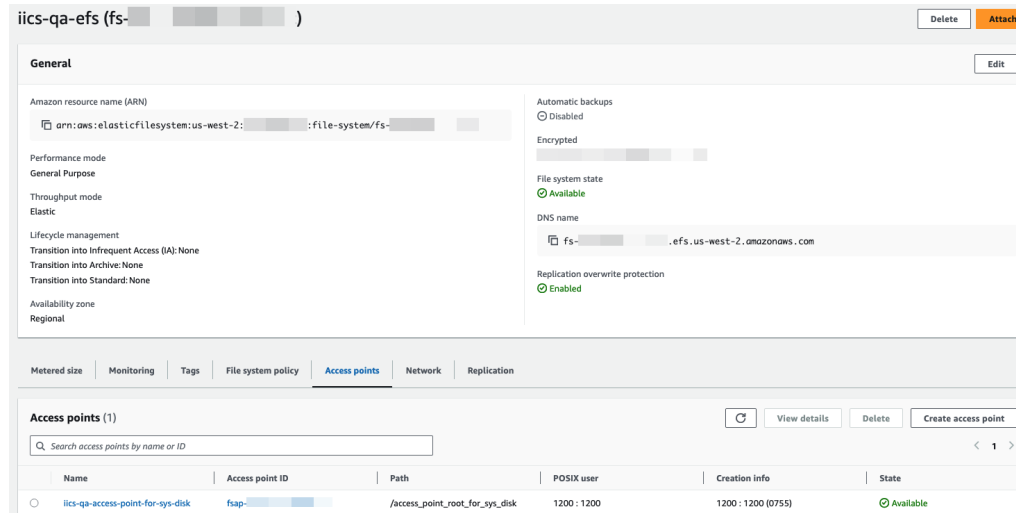 iics-qa-efs (fs- )
Delete
Attach
General
Edit
Amazon resource name (ARN)
arn:aws:elasticfilesystem:us-west-2: :file-system/fs-
Performance mode
General Purpose
Throughput mode
Elastic
Lifecycle management
Transition into Infrequent Access (IA): None
Transition into Archive: None
Transition into Standard: None
Availability zone
Regional
Automatic backups
Disabled
Encrypted
File system state
Available
DNS name
fs- .efs.us-west-2.amazonaws.com
Replication overwrite protection
Enabled
Metered size
Monitoring
Tags
File system policy
Access points
Network
Replication
Access points (1)
View details
Delete
Create access point
Search access points by name or ID
< 1 >
Name
Access point ID
Path
POSIX user
Creation info
State
iics-qa-access-point-for-sys-disk
fsap-
/access_point_root_for_sys_disk
1200 : 1200
1200 : 1200 (0755)
Available